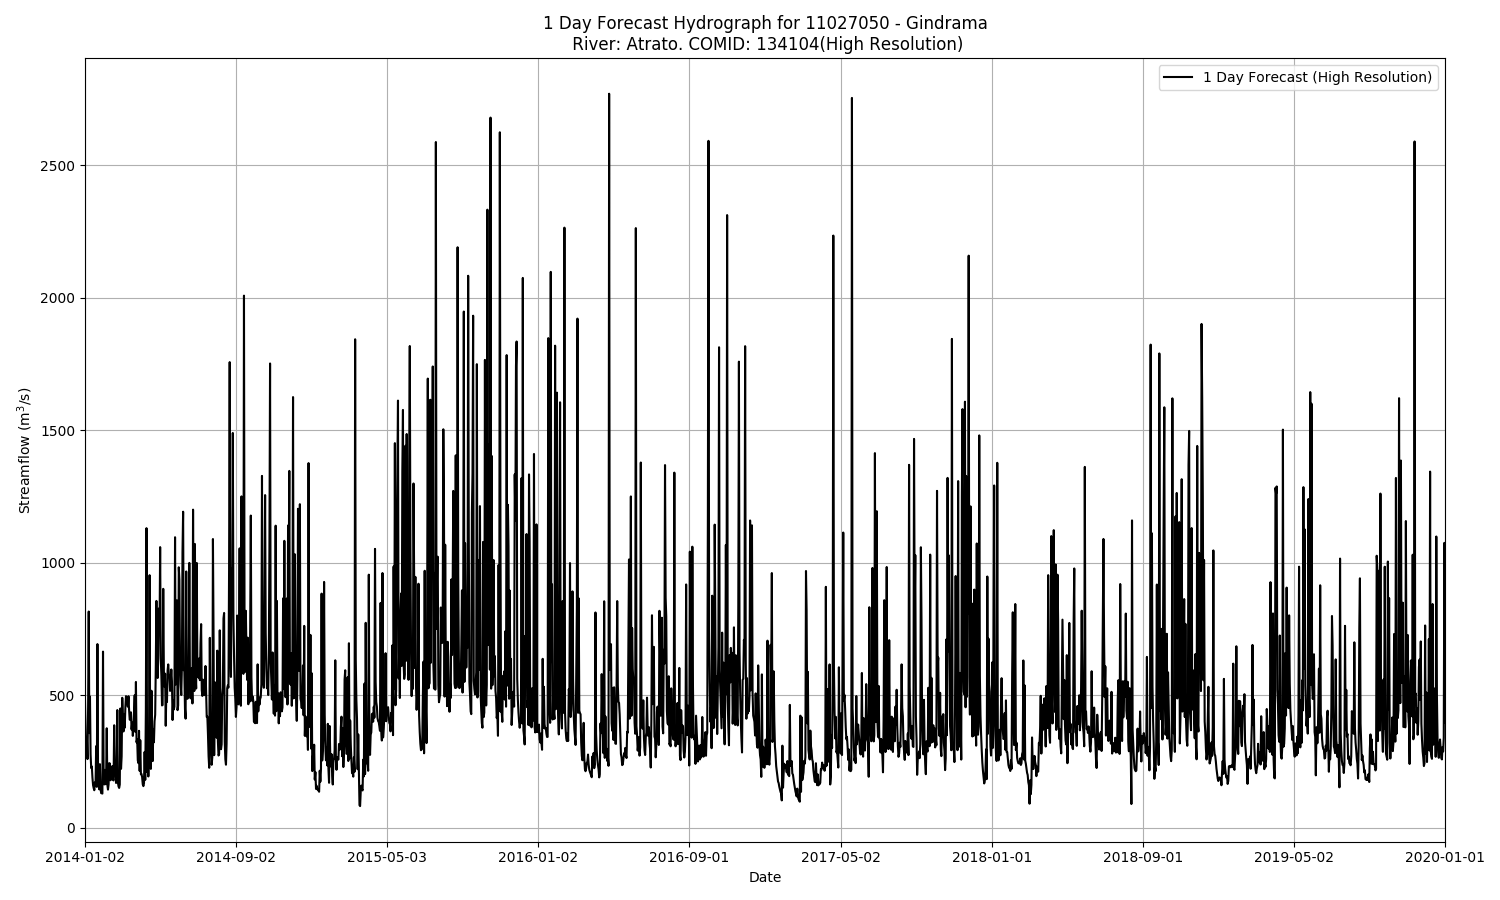 1 Day Forecast Hydrograph for 11027050 - Gindrama
River: Atrato. COMID: 134104(High Resolution)
1 Day Forecast (High Resolution)
Streamflow (m³/s)
2500
2000
1500
1000
500
0
2014-01-02 2014-09-02 2015-05-03 2016-01-02 2016-09-01 2017-05-02 2018-01-01 2018-09-01 2019-05-02 2020-01-01
Date